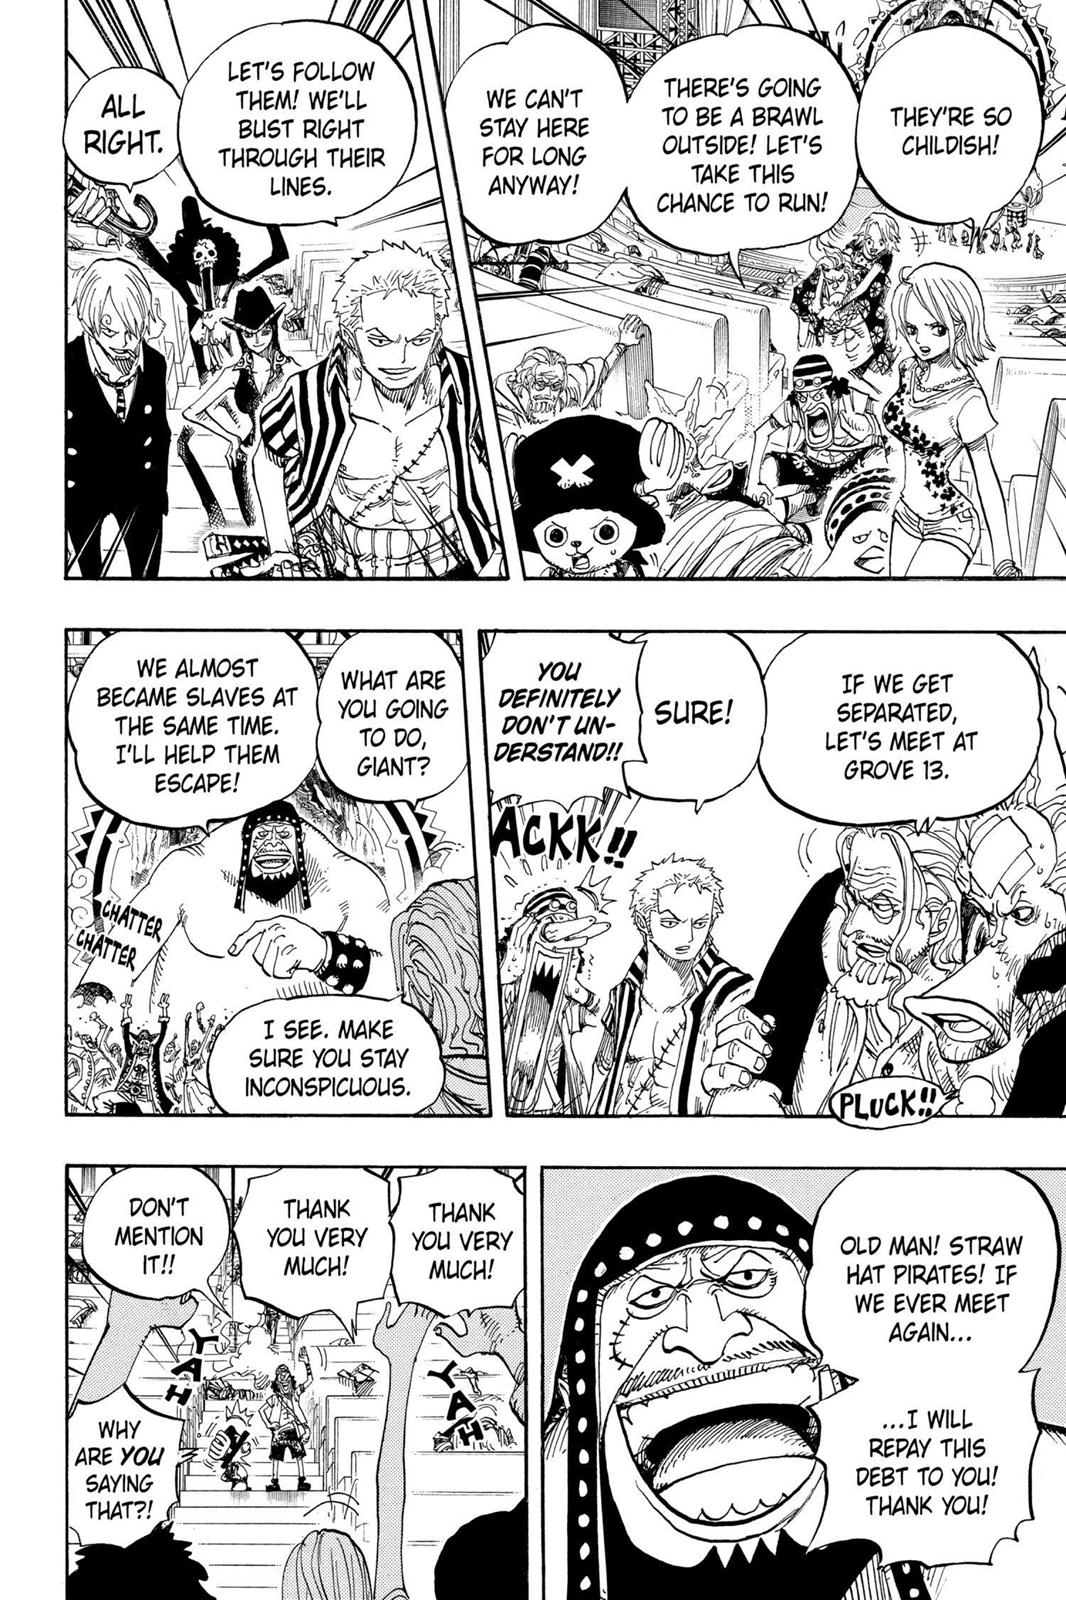 THEY'RE SO
CHILDISH!
THERE'S GOING
TO BE A BRAWL
OUTSIDE! LET'S
TAKE THIS
CHANCE TO RUN!
WE CAN'T
STAY HERE
FOR LONG
ANYWAY!
LET'S FOLLOW
THEM! WE'LL
BUST RIGHT
THROUGH THEIR
LINES.
ALL
RIGHT.
IF WE GET
SEPARATED,
LET'S MEET AT
GROVE 13.
SURE!
YOU
DEFINITELY
DON'T UN-
DERSTAND!!
ACKK!!
PLUCK!!
WHAT ARE
YOU GOING
TO DO,
GIANT?
WE ALMOST
BECAME SLAVES AT
THE SAME TIME.
I'LL HELP THEM
ESCAPE!
CHATTER
CHATTER
I SEE. MAKE
SURE YOU STAY
INCONSPICUOUS.
OLD MAN! STRAW
HAT PIRATES! IF
WE EVER MEET
AGAIN...
...I WILL
REPAY THIS
DEBT TO YOU!
THANK YOU!
THANK
YOU VERY
MUCH!
THANK
YOU VERY
MUCH!
DON'T
MENTION
IT!!
YAH
YAH
WHY
ARE YOU
SAYING
THAT?!